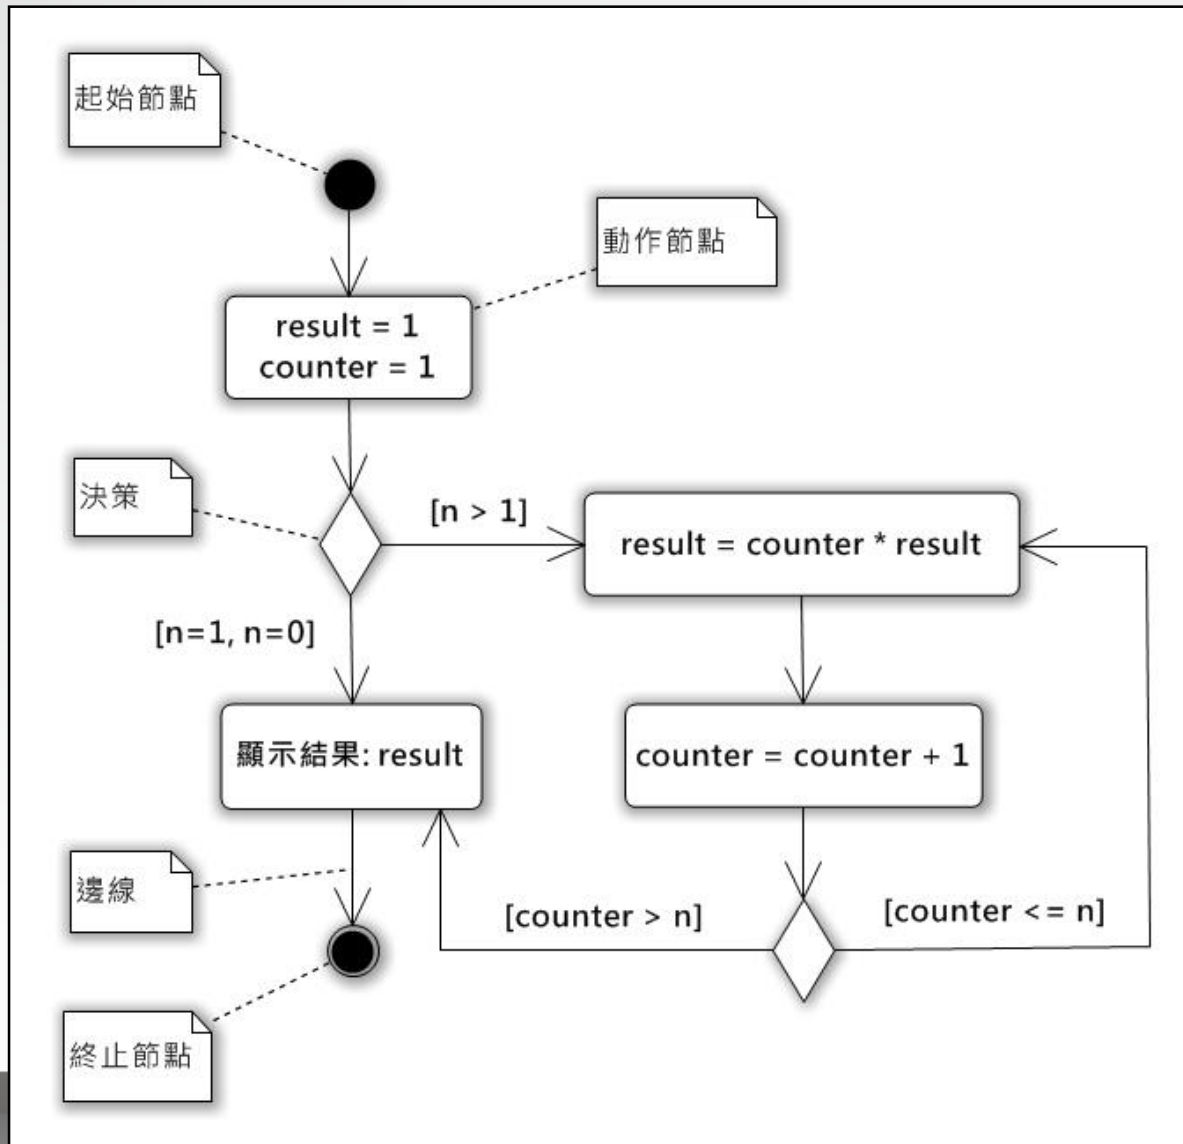 起始節點
動作節點
result = 1
counter = 1
決策
[n > 1]
result = counter * result
[n=1, n=0]
顯示結果: result
counter = counter + 1
邊線
[counter > n]
[counter <= n]
終止節點